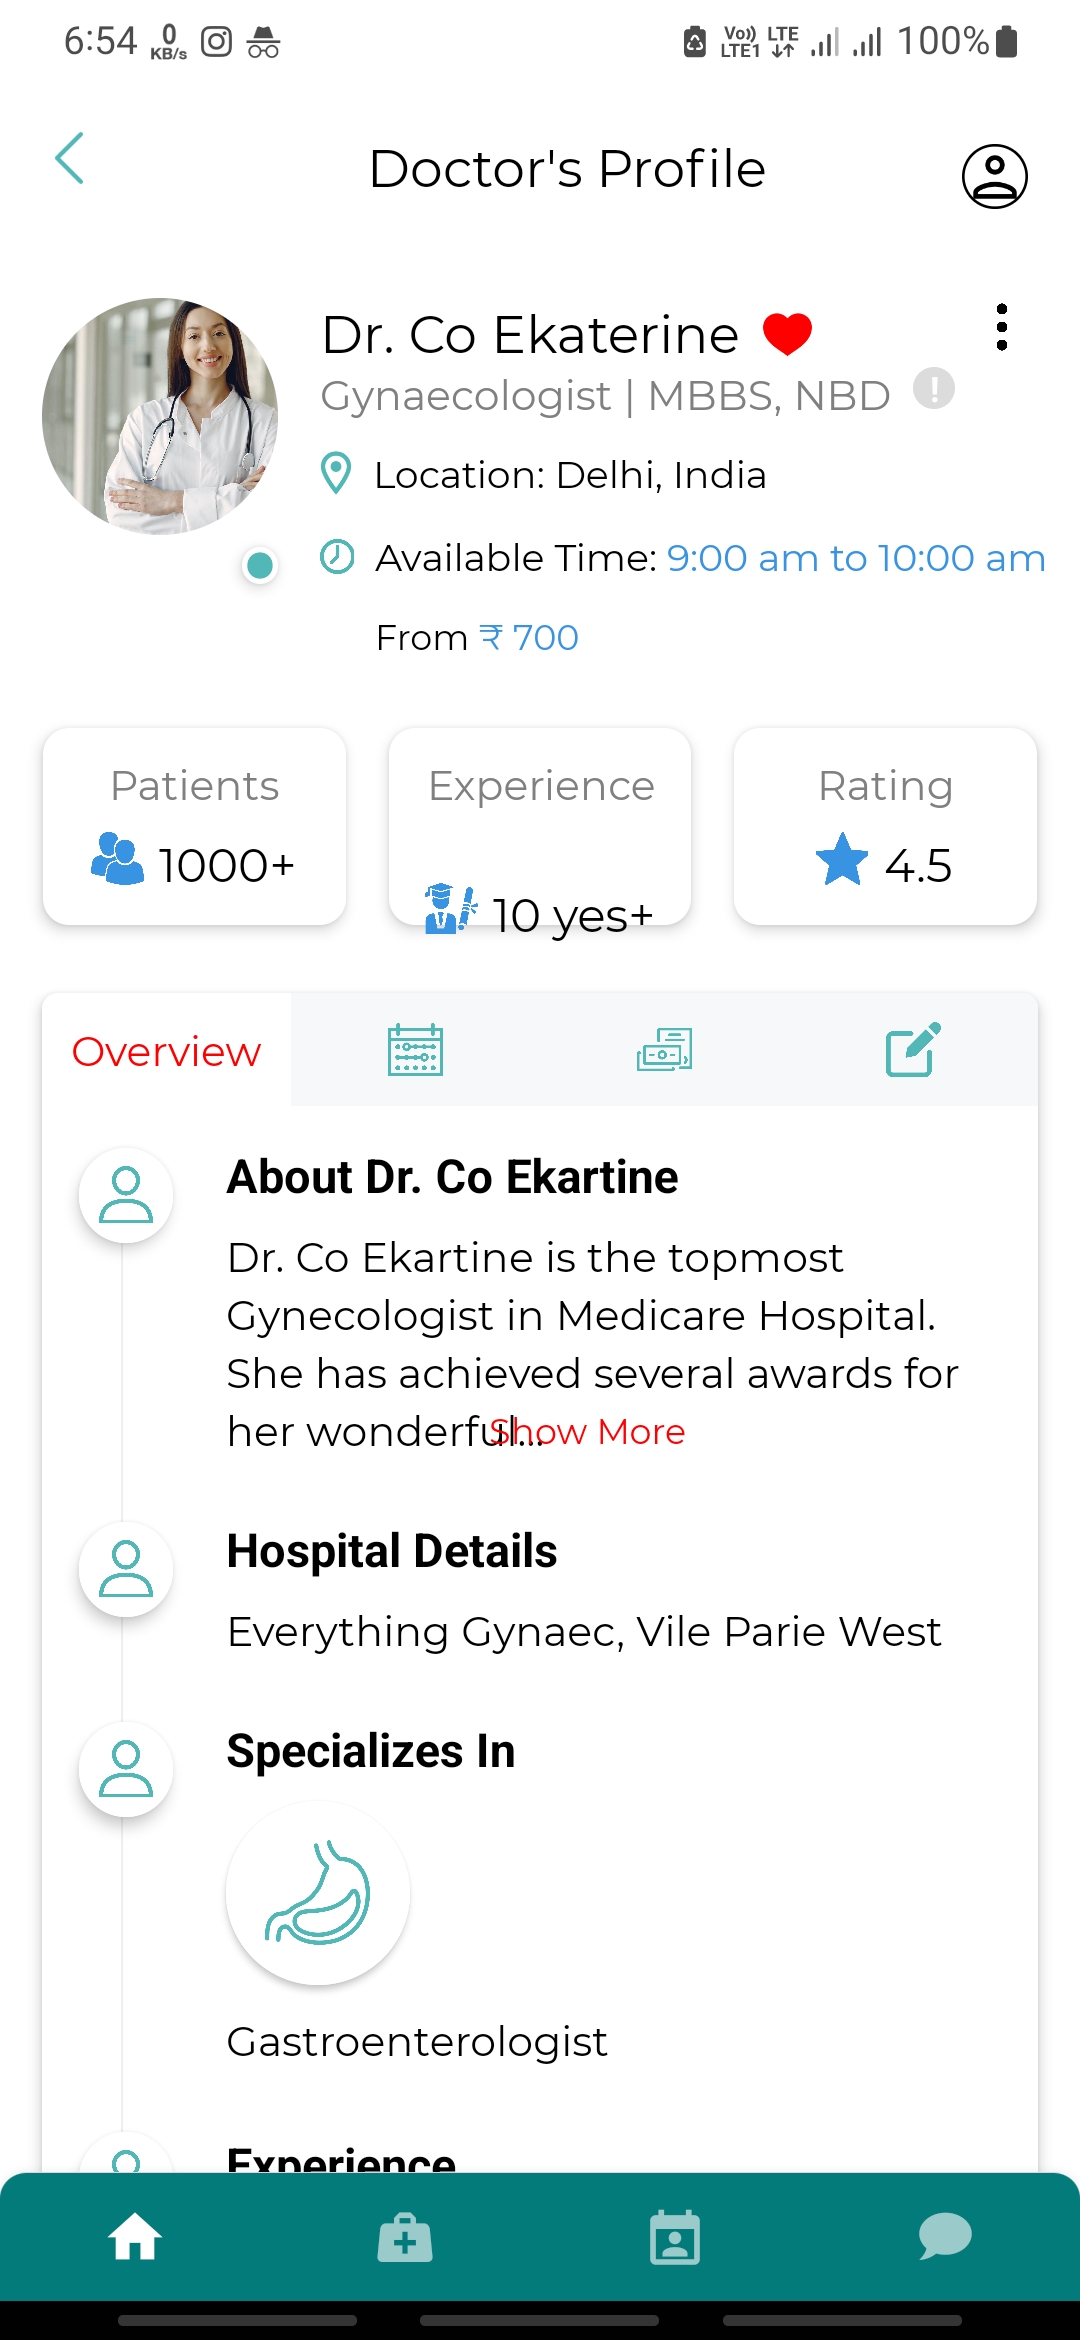 6:54 0 KB/s Vo)) LTE1 LTE 100%
Doctor's Profile
Dr. Co Ekaterine
Gynaecologist | MBBS, NBD
Location: Delhi, India
Available Time: 9:00 am to 10:00 am
From ₹ 700
Patients Experience Rating
1000+ 10 yes+ 4.5
Overview
About Dr. Co Ekartine
Dr. Co Ekartine is the topmost
Gynecologist in Medicare Hospital.
She has achieved several awards for
her wonderful... Show More
Hospital Details
Everything Gynaec, Vile Parie West
Specializes In
Gastroenterologist
Experience